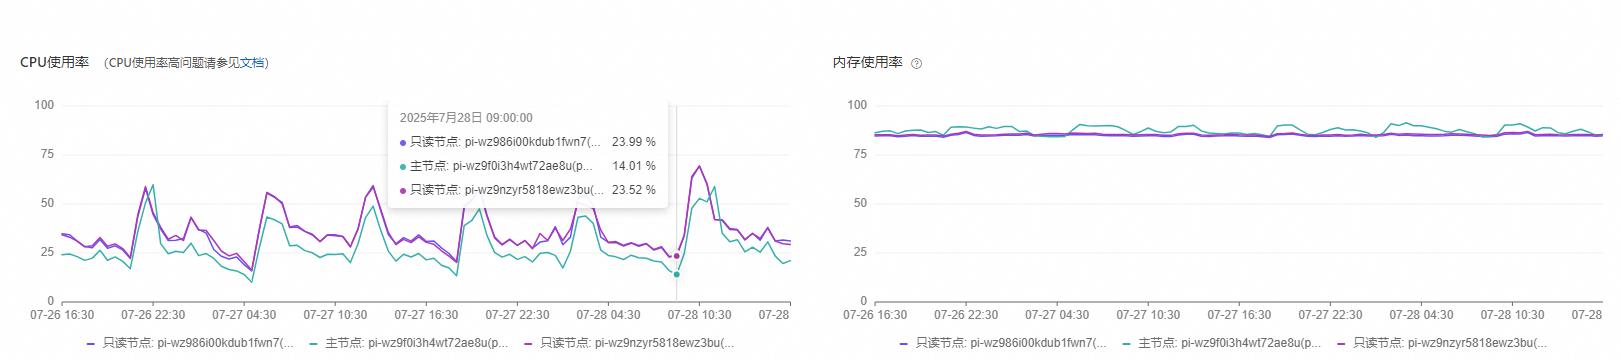 CPU使用率 （CPU使用率高问题请参见文档）
100
75
50
25
0
2025年7月28日 09:00:00
只读节点: pi-wz986i00kdub1fwn7(... 23.99 %
主节点: pi-wz9f0i3h4wt72ae8u(p... 14.01 %
只读节点: pi-wz9nzyr5818ewz3bu(... 23.52 %
07-26 16:30 07-26 22:30 07-27 04:30 07-27 10:30 07-27 16:30 07-27 22:30 07-28 04:30 07-28 10:30 07-28
只读节点: pi-wz986i00kdub1fwn7(... 主节点: pi-wz9f0i3h4wt72ae8u(p... 只读节点: pi-wz9nzyr5818ewz3bu(...
内存使用率 ?
100
75
50
25
0
07-26 16:30 07-26 22:30 07-27 04:30 07-27 10:30 07-27 16:30 07-27 22:30 07-28 04:30 07-28 10:30 07-28
只读节点: pi-wz986i00kdub1fwn7(... 主节点: pi-wz9f0i3h4wt72ae8u(p... 只读节点: pi-wz9nzyr5818ewz3bu(...